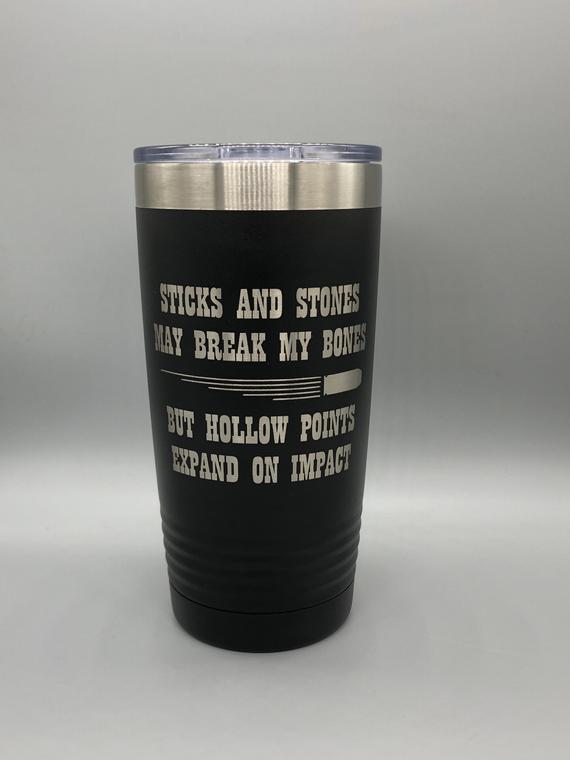 STICKS AND STONES
MAY BREAK MY BONES
BUT HOLLOW POINTS
EXPAND ON IMPACT